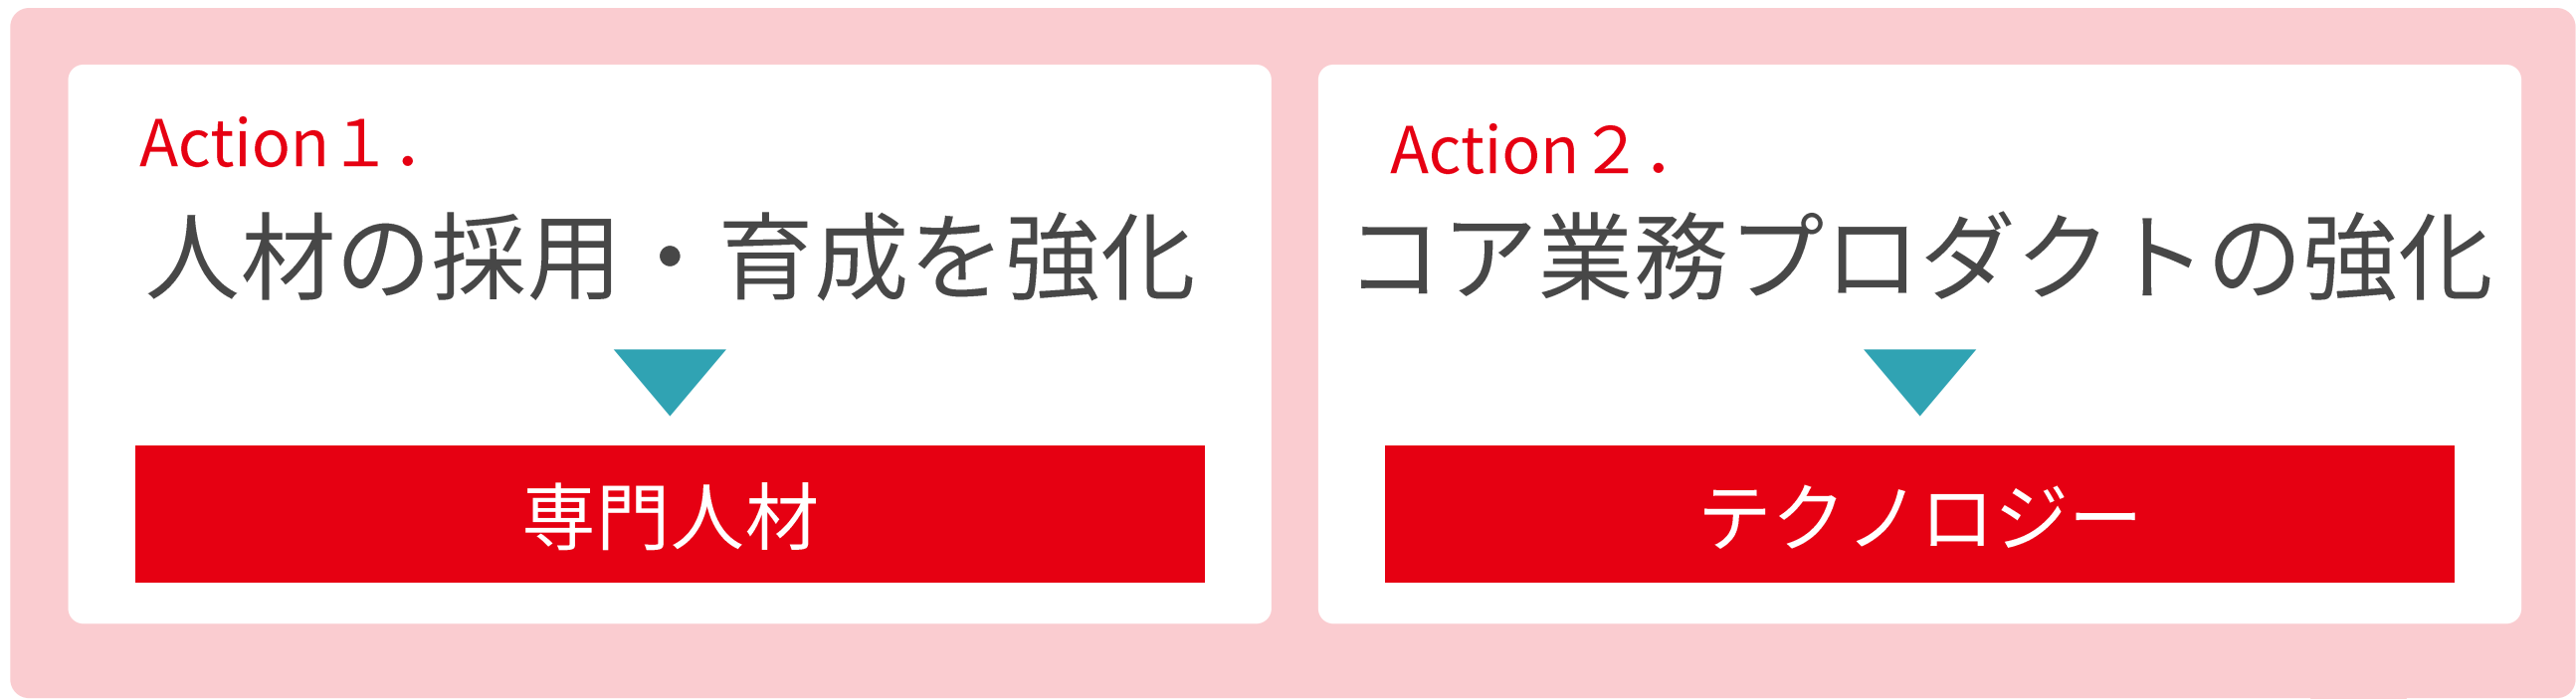 Action１．
人材の採用・育成を強化
専門人材
Action２．
コア業務プロダクトの強化
テクノロジー